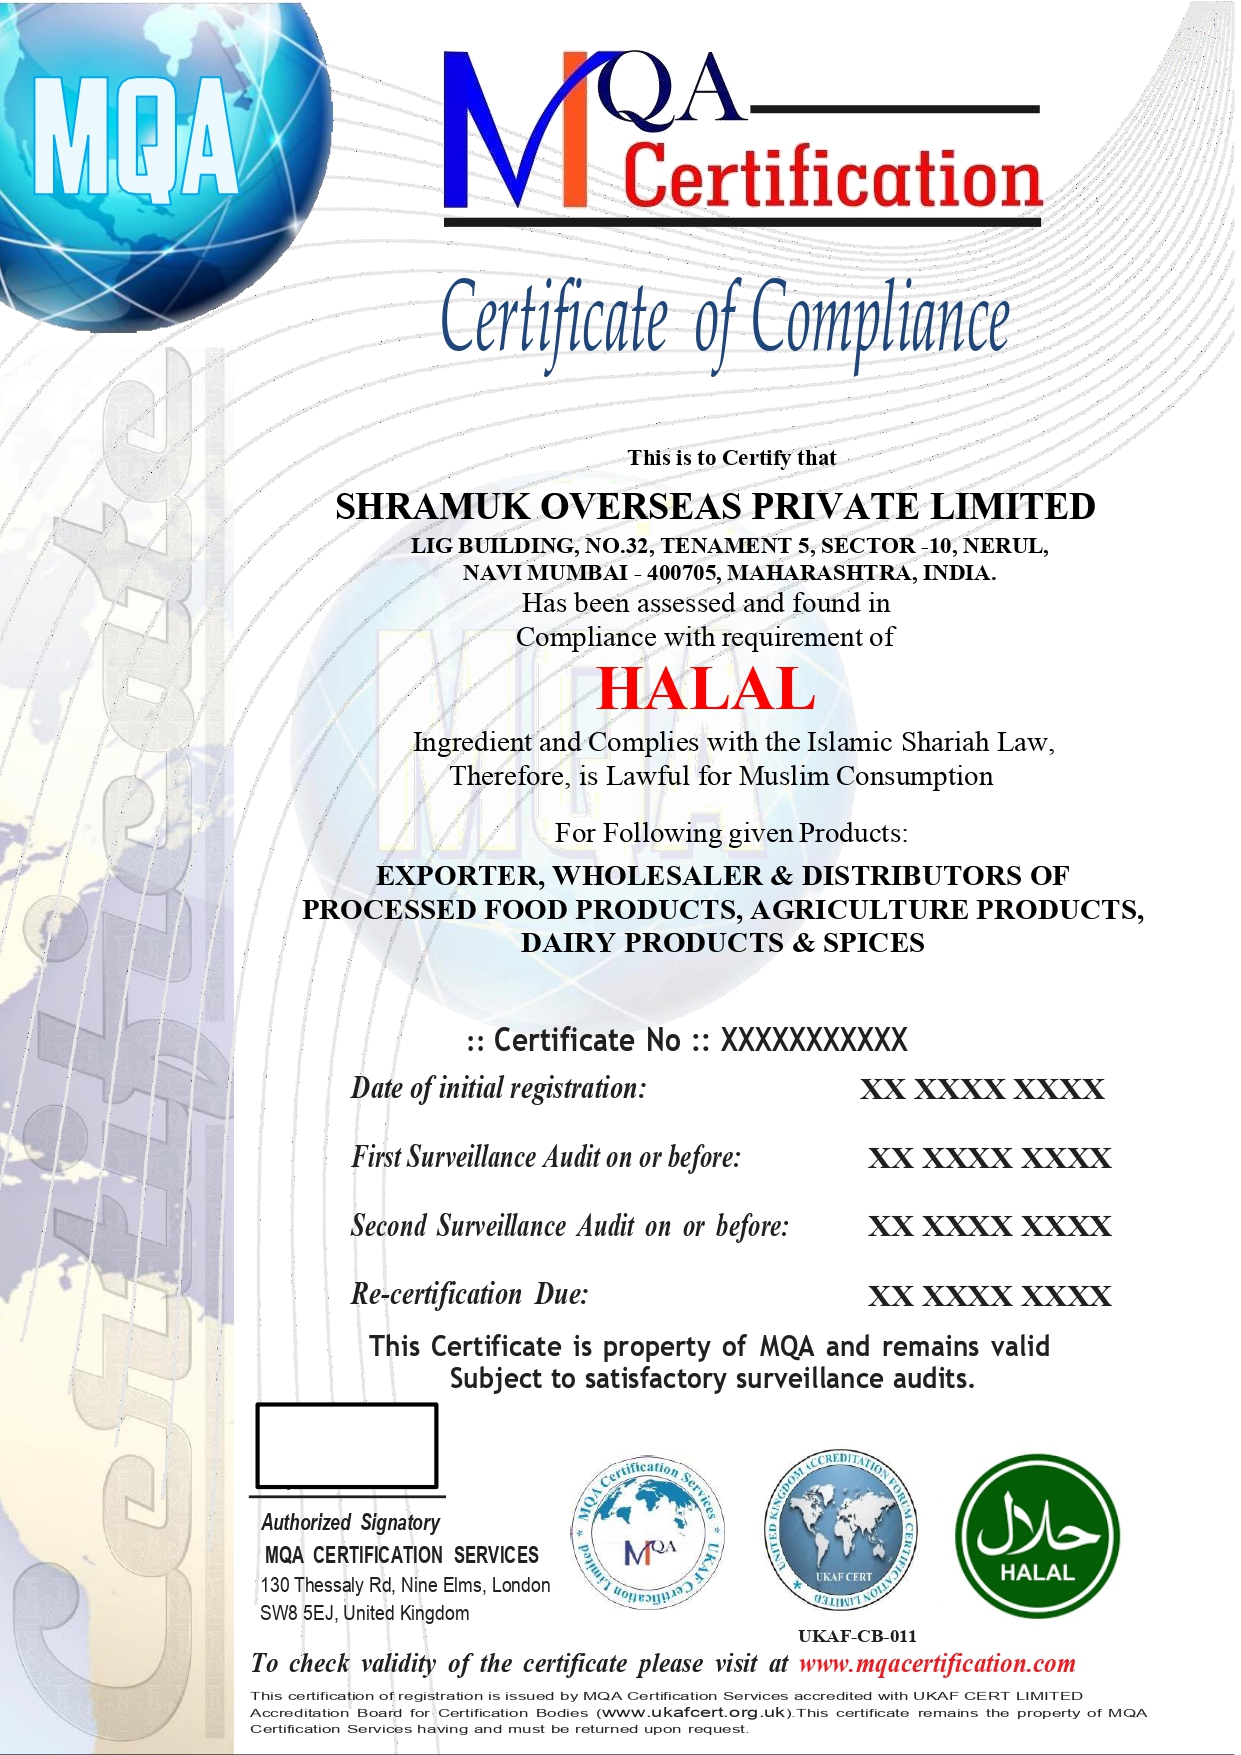 MQA
MQA
Certification
Certificate of Compliance
This is to Certify that
SHRAMUK OVERSEAS PRIVATE LIMITED
LIG BUILDING, NO.32, TENAMENT 5, SECTOR -10, NERUL,
NAVI MUMBAI - 400705, MAHARASHTRA, INDIA.
Has been assessed and found in
Compliance with requirement of
HALAL
Ingredient and Complies with the Islamic Shariah Law,
Therefore, is Lawful for Muslim Consumption
For Following given Products:
EXPORTER, WHOLESALER & DISTRIBUTORS OF
PROCESSED FOOD PRODUCTS, AGRICULTURE PRODUCTS,
DAIRY PRODUCTS & SPICES
:: Certificate No :: XXXXXXXXXXX
Date of initial registration: XX XXXX XXXX
First Surveillance Audit on or before: XX XXXX XXXX
Second Surveillance Audit on or before: XX XXXX XXXX
Re-certification Due: XX XXXX XXXX
This Certificate is property of MQA and remains valid
Subject to satisfactory surveillance audits.
Authorized Signatory
MQA CERTIFICATION SERVICES
130 Thessaly Rd, Nine Elms, London
SW8 5EJ, United Kingdom
* MQA Certification Services * UKAF Certification Limited
MQA
UNITED KINGDOM ACCREDITATION FORUM CERTIFICATION LIMITED *
UKAF CERT
UKAF-CB-011
حلال
HALAL
To check validity of the certificate please visit at www.mqacertification.com
This certification of registration is issued by MQA Certification Services accredited with UKAF CERT LIMITED
Accreditation Board for Certification Bodies (www.ukafcert.org.uk).This certificate remains the property of MQA
Certification Services having and must be returned upon request.
Certificate
MQA